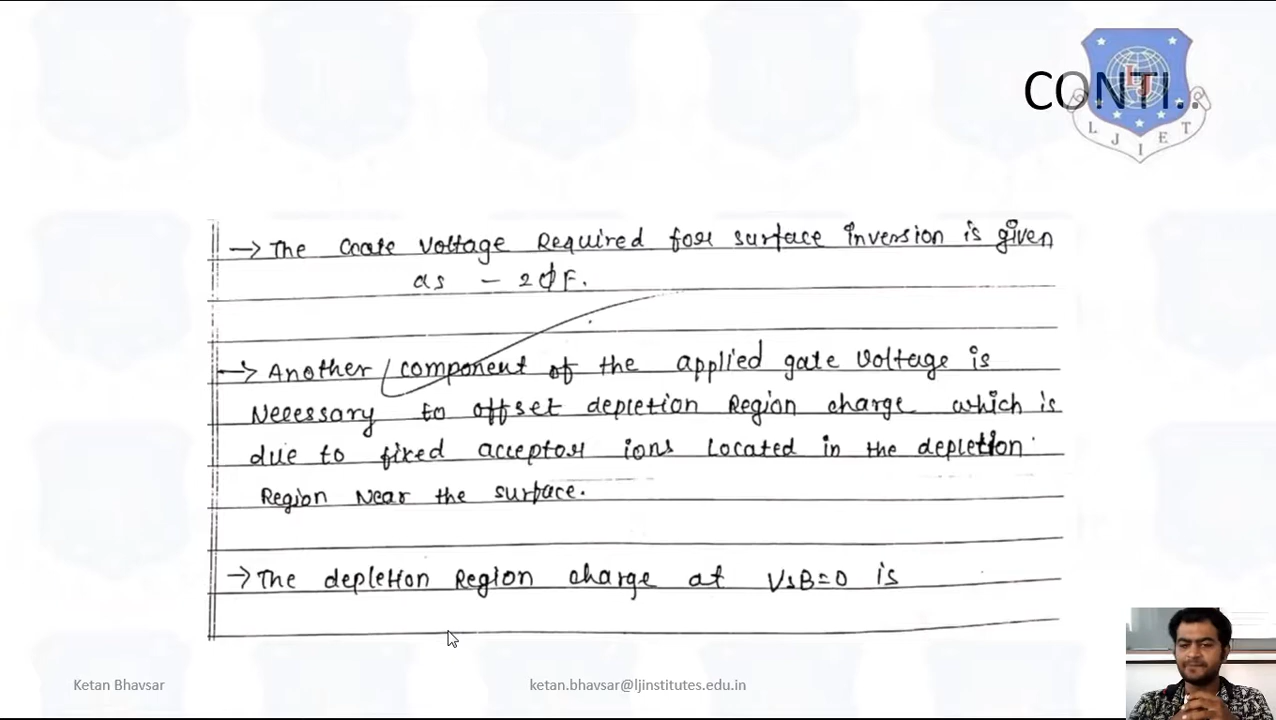 CONTI..
LJ
L J I E T
→ The Gate Voltage Required for surface inversion is given
as - 2ΦF.
→ Another component of the applied gate Voltage is
Necessary to offset depletion Region charge which is
due to fixed acceptor ions Located in the depletion
Region Near the surface.
→ The depletion Region charge at VSB=0 is
Ketan Bhavsar
ketan.bhavsar@ljinstitutes.edu.in